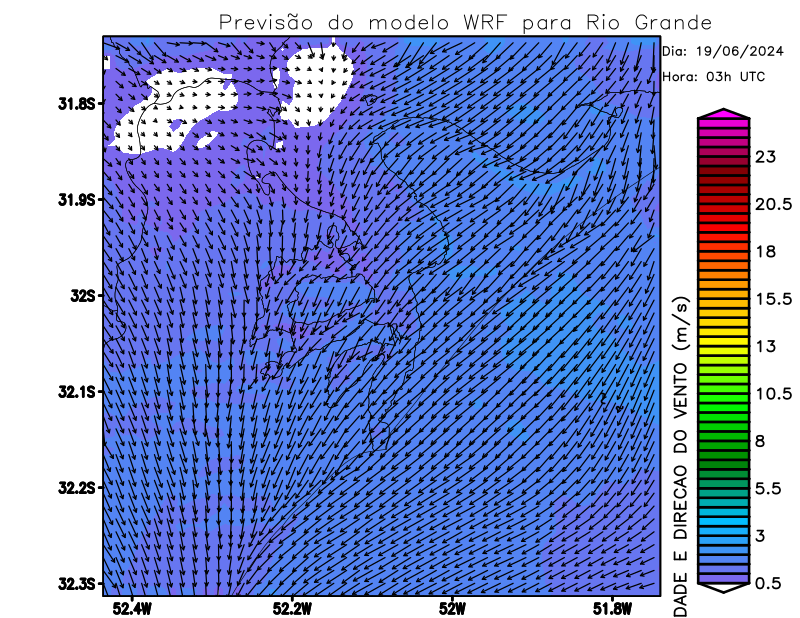 Previsão do modelo WRF para Rio Grande
Dia: 19/06/2024
Hora: 03h UTC
31.8S
31.9S
32S
32.1S
32.2S
32.3S
52.4W
52.2W
52W
51.8W
DADE E DIRECAO DO VENTO (m/s)
23
20.5
18
15.5
13
10.5
8
5.5
3
0.5